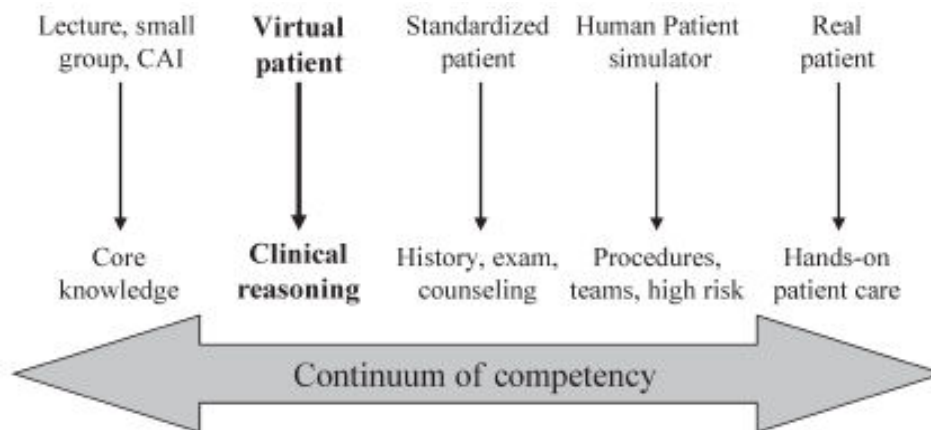 Lecture, small
group, CAI
Virtual
patient
Standardized
patient
Human Patient
simulator
Real
patient
Core
knowledge
Clinical
reasoning
History, exam,
counseling
Procedures,
teams, high risk
Hands-on
patient care
Continuum of competency